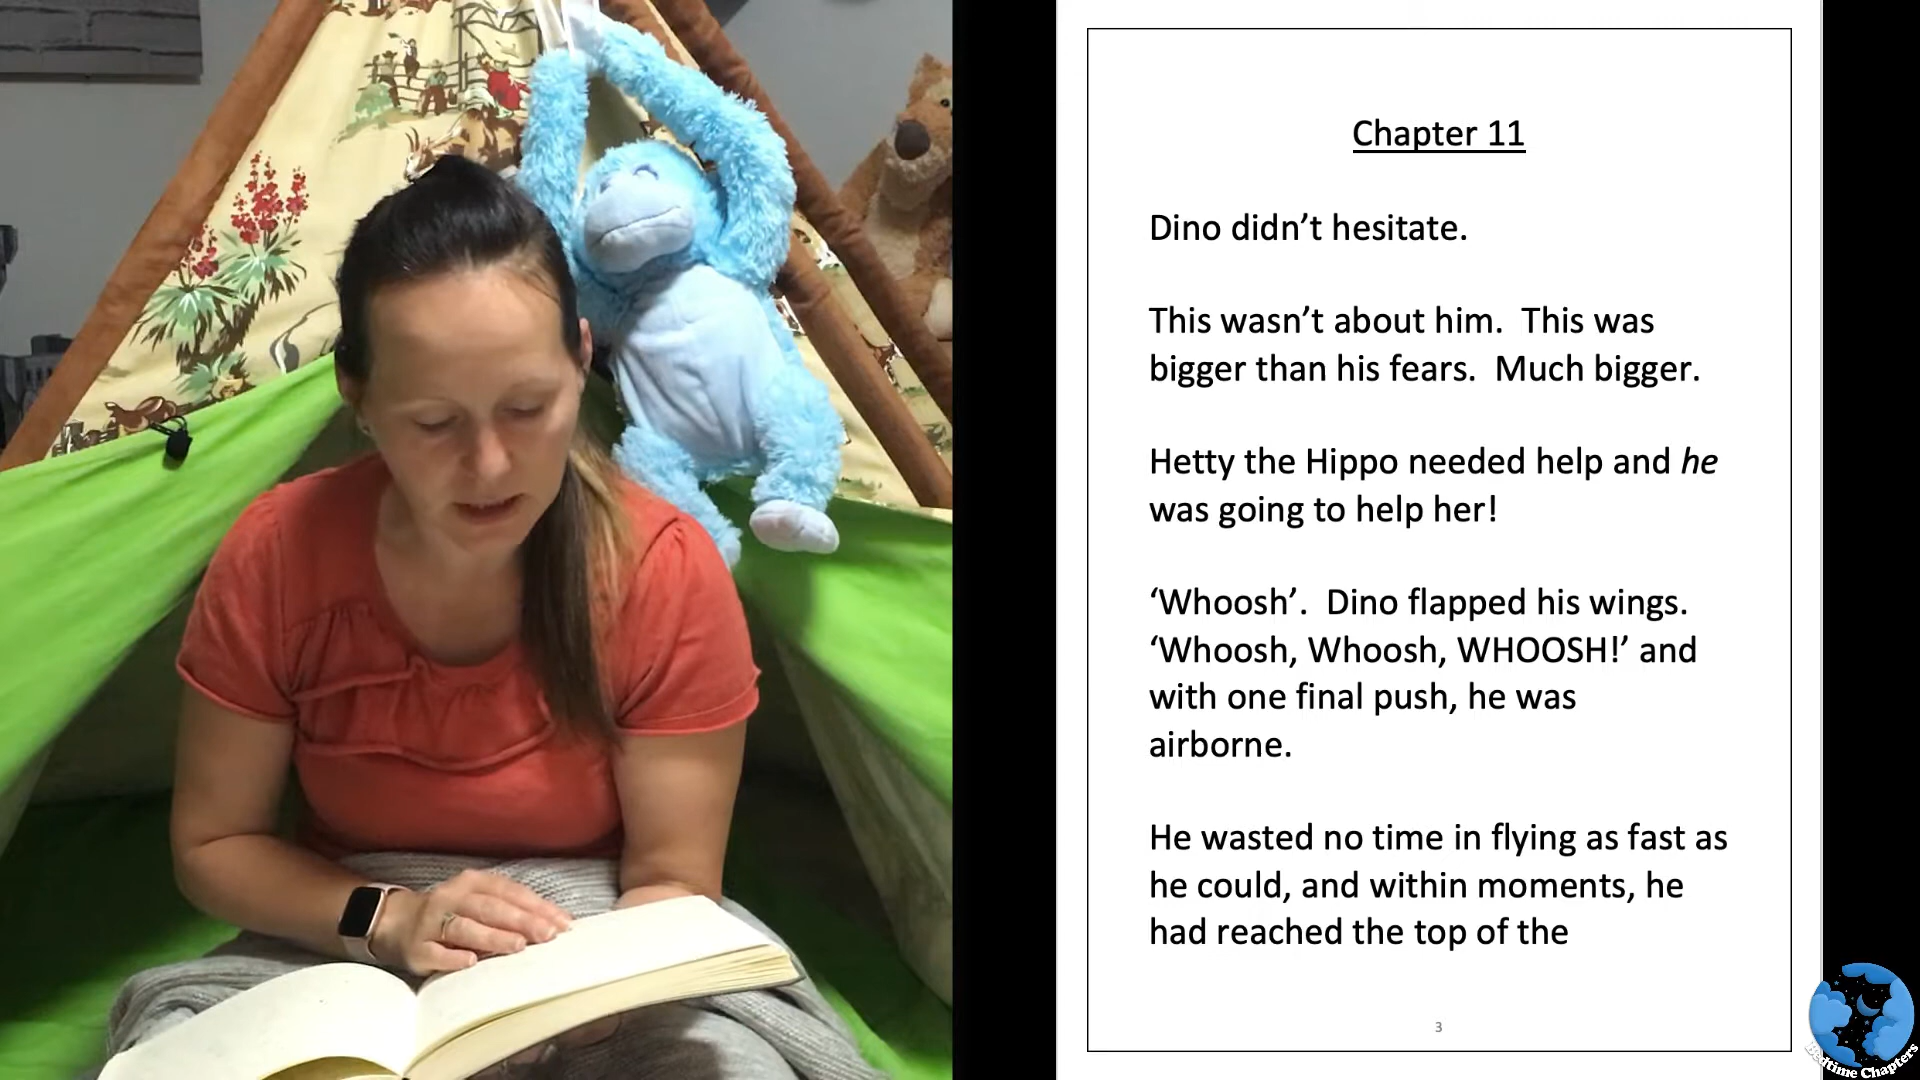 Chapter 11
Dino didn’t hesitate.
This wasn’t about him.  This was
bigger than his fears.  Much bigger.
Hetty the Hippo needed help and he
was going to help her!
‘Whoosh’.  Dino flapped his wings.
‘Whoosh, Whoosh, WHOOSH!’ and
with one final push, he was
airborne.
He wasted no time in flying as fast as
he could, and within moments, he
had reached the top of the
3
Bedtime Chapters